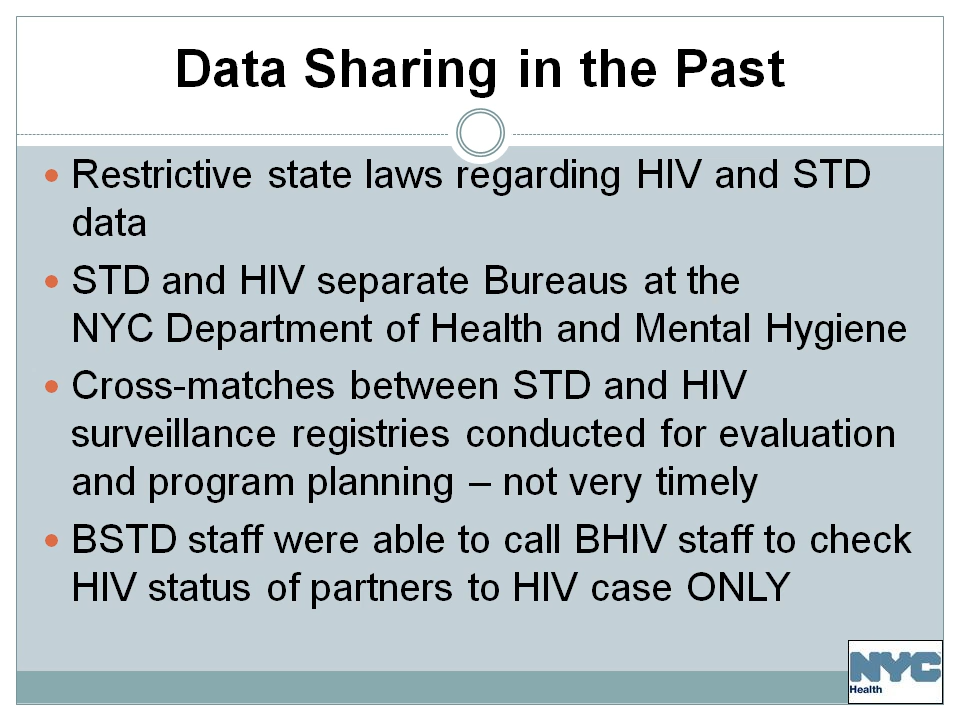 Data Sharing in the Past
• Restrictive state laws regarding HIV and STD
data
• STD and HIV separate Bureaus at the
NYC Department of Health and Mental Hygiene
• Cross-matches between STD and HIV
surveillance registries conducted for evaluation
and program planning – not very timely
• BSTD staff were able to call BHIV staff to check
HIV status of partners to HIV case ONLY
NYC
Health